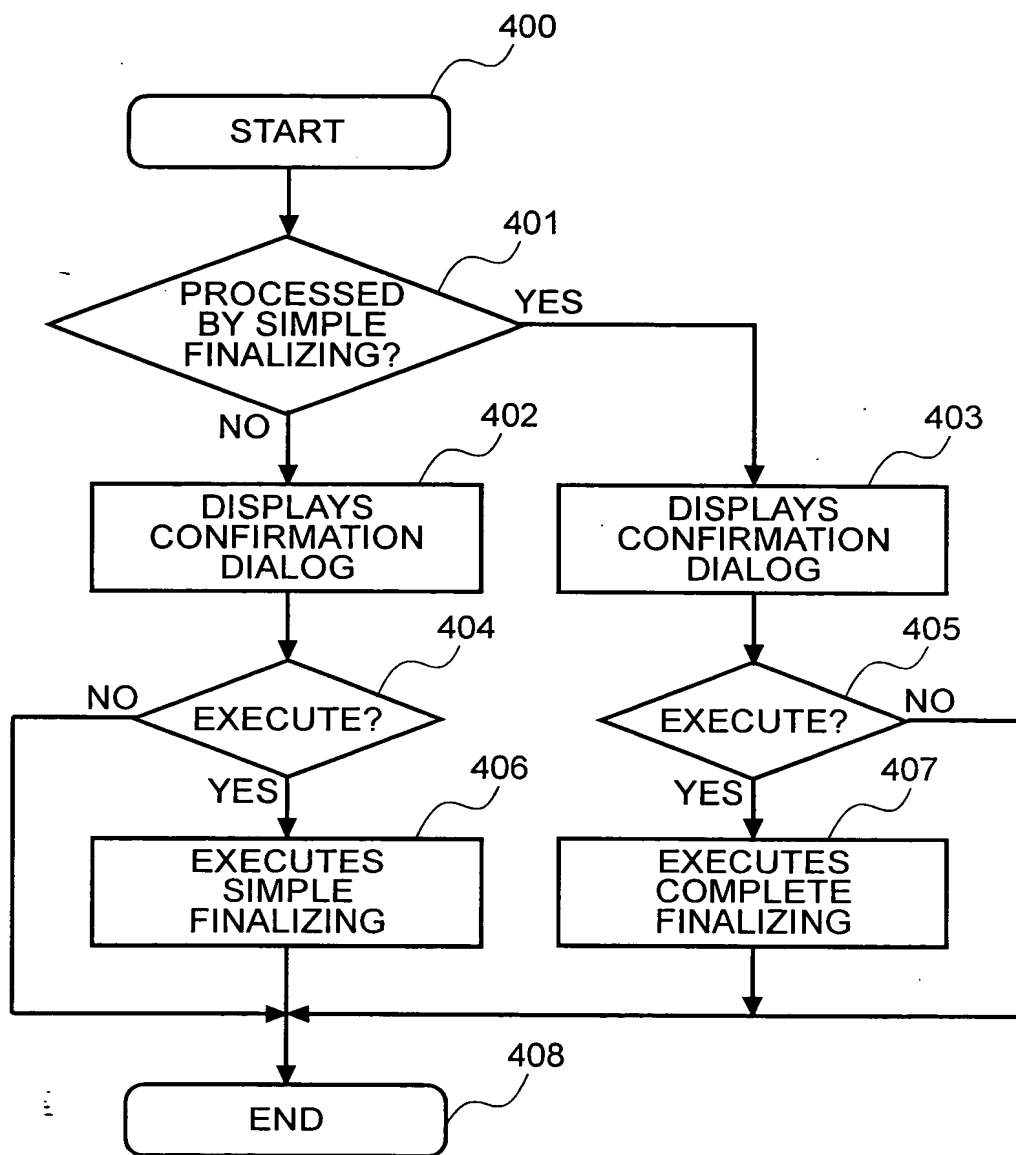 400
START
401
PROCESSED
BY SIMPLE
FINALIZING?
YES
NO
402
403
DISPLAYS
CONFIRMATION
DIALOG
DISPLAYS
CONFIRMATION
DIALOG
404
405
NO
EXECUTE?
EXECUTE?
NO
YES
406
YES
407
EXECUTES
SIMPLE
FINALIZING
EXECUTES
COMPLETE
FINALIZING
408
END